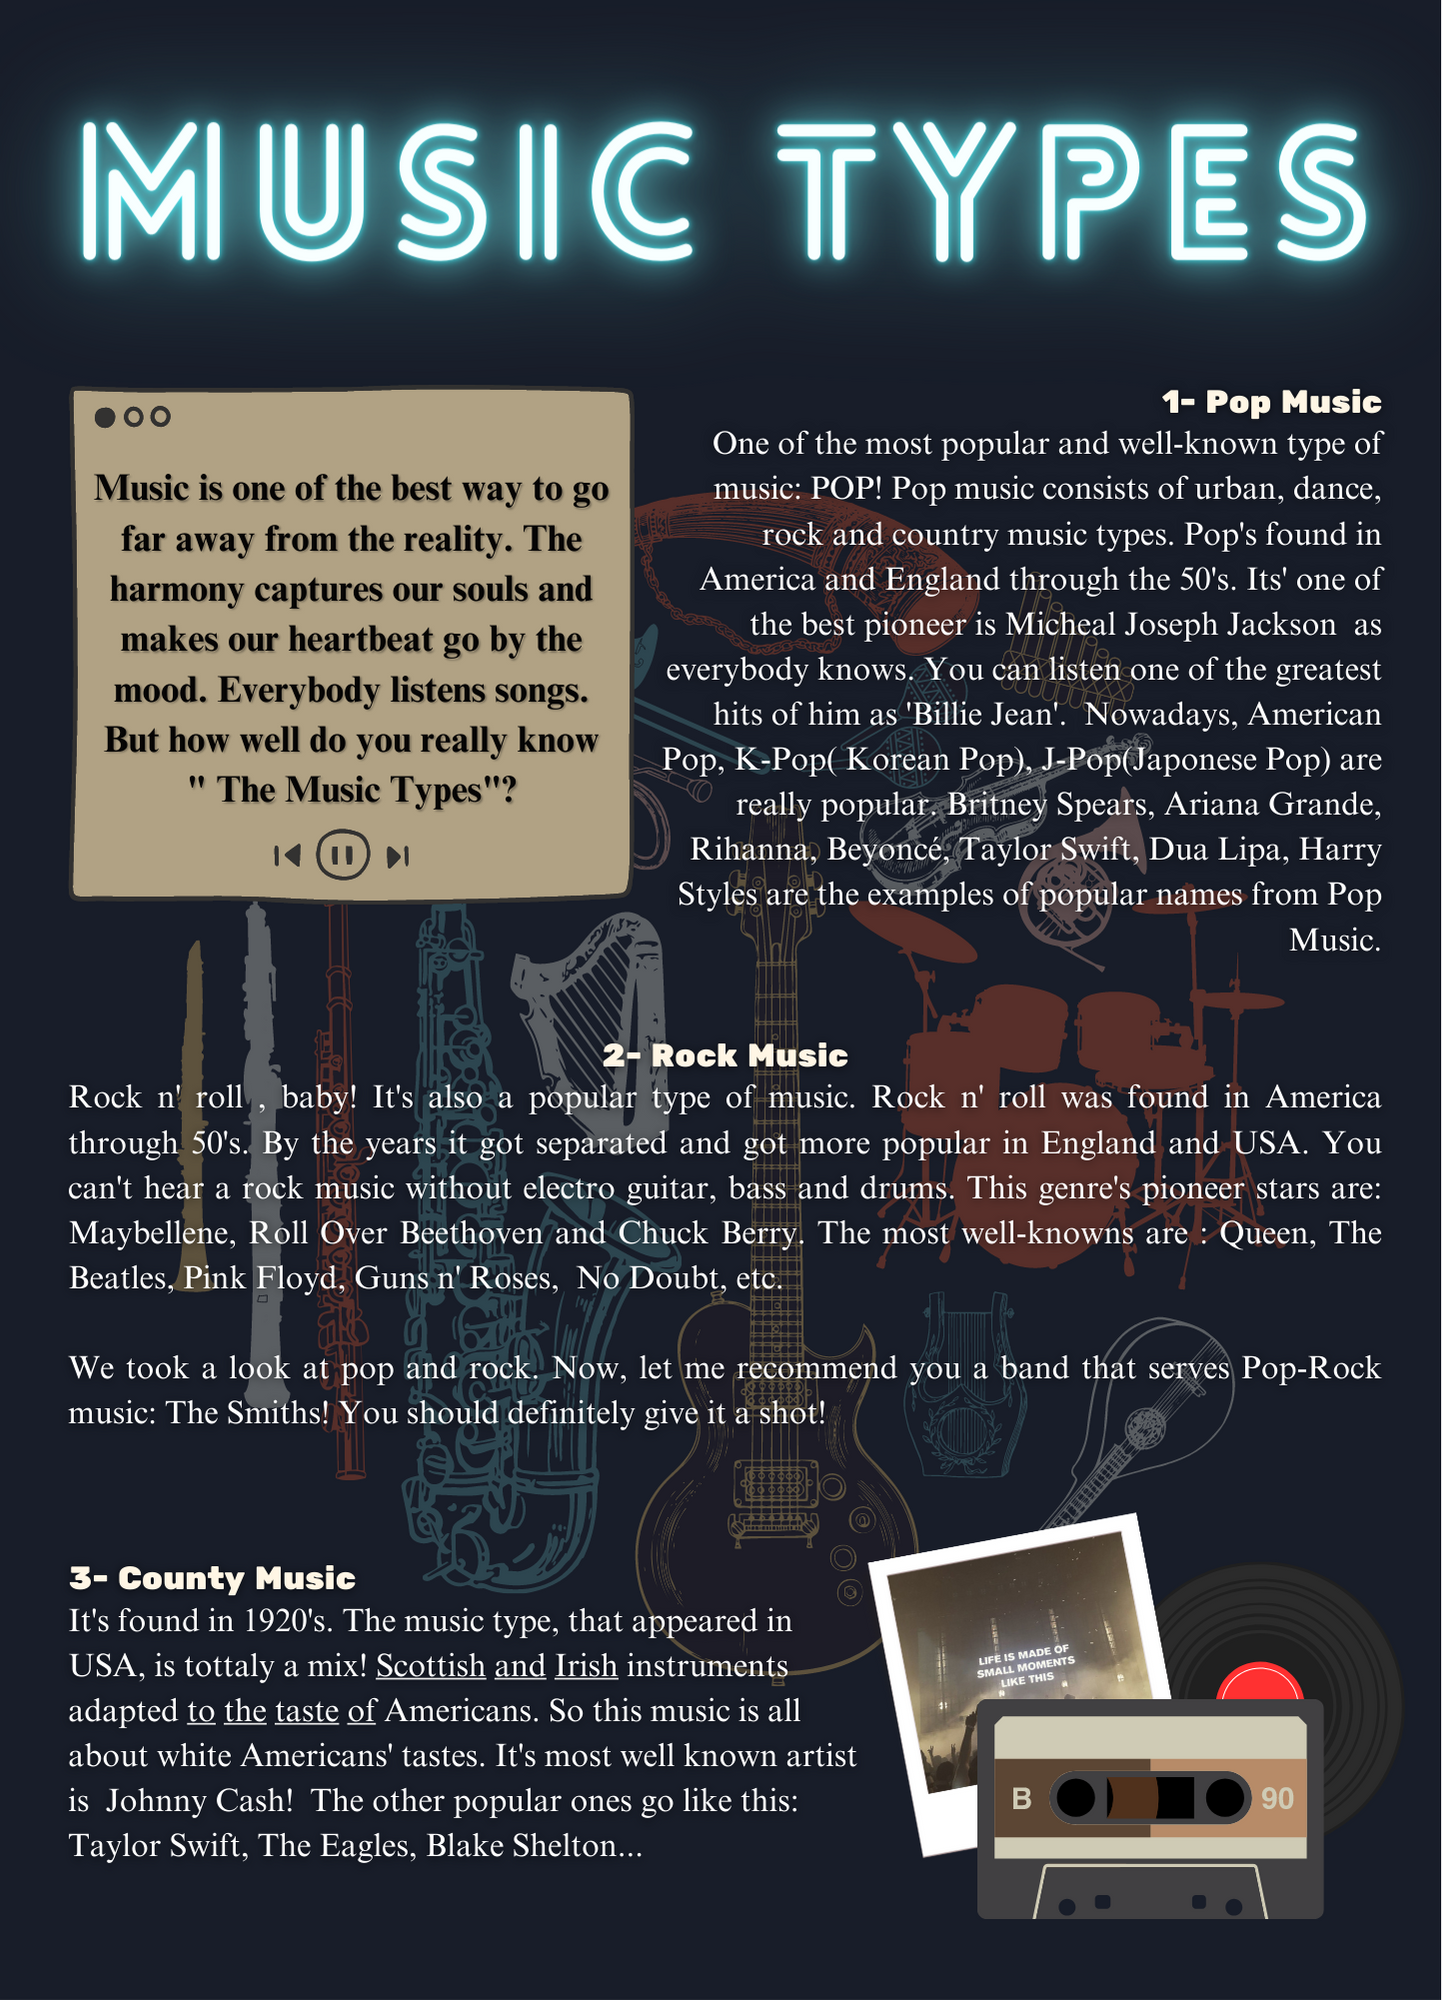 MUSIC TYPES
Music is one of the best way to go
far away from the reality. The
harmony captures our souls and
makes our heartbeat go by the
mood. Everybody listens songs.
But how well do you really know
" The Music Types"?
1- Pop Music
One of the most popular and well-known type of
music: POP! Pop music consists of urban, dance,
rock and country music types. Pop's found in
America and England through the 50's. Its' one of
the best pioneer is Micheal Joseph Jackson  as
everybody knows. You can listen one of the greatest
hits of him as 'Billie Jean'.  Nowadays, American
Pop, K-Pop( Korean Pop), J-Pop(Japonese Pop) are
really popular. Britney Spears, Ariana Grande,
Rihanna, Beyoncé, Taylor Swift, Dua Lipa, Harry
Styles are the examples of popular names from Pop
Music.
2- Rock Music
Rock n' roll , baby! It's also a popular type of music. Rock n' roll was found in America
through 50's. By the years it got separated and got more popular in England and USA. You
can't hear a rock music without electro guitar, bass and drums. This genre's pioneer stars are:
Maybellene, Roll Over Beethoven and Chuck Berry. The most well-knowns are : Queen, The
Beatles, Pink Floyd, Guns n' Roses,  No Doubt, etc.
We took a look at pop and rock. Now, let me recommend you a band that serves Pop-Rock
music: The Smiths! You should definitely give it a shot!
3- County Music
It's found in 1920's. The music type, that appeared in
USA, is tottaly a mix! Scottish and Irish instruments
adapted to the taste of Americans. So this music is all
about white Americans' tastes. It's most well known artist
is  Johnny Cash!  The other popular ones go like this:
Taylor Swift, The Eagles, Blake Shelton...
LIFE IS MADE OF
SMALL MOMENTS
LIKE THIS
B 90